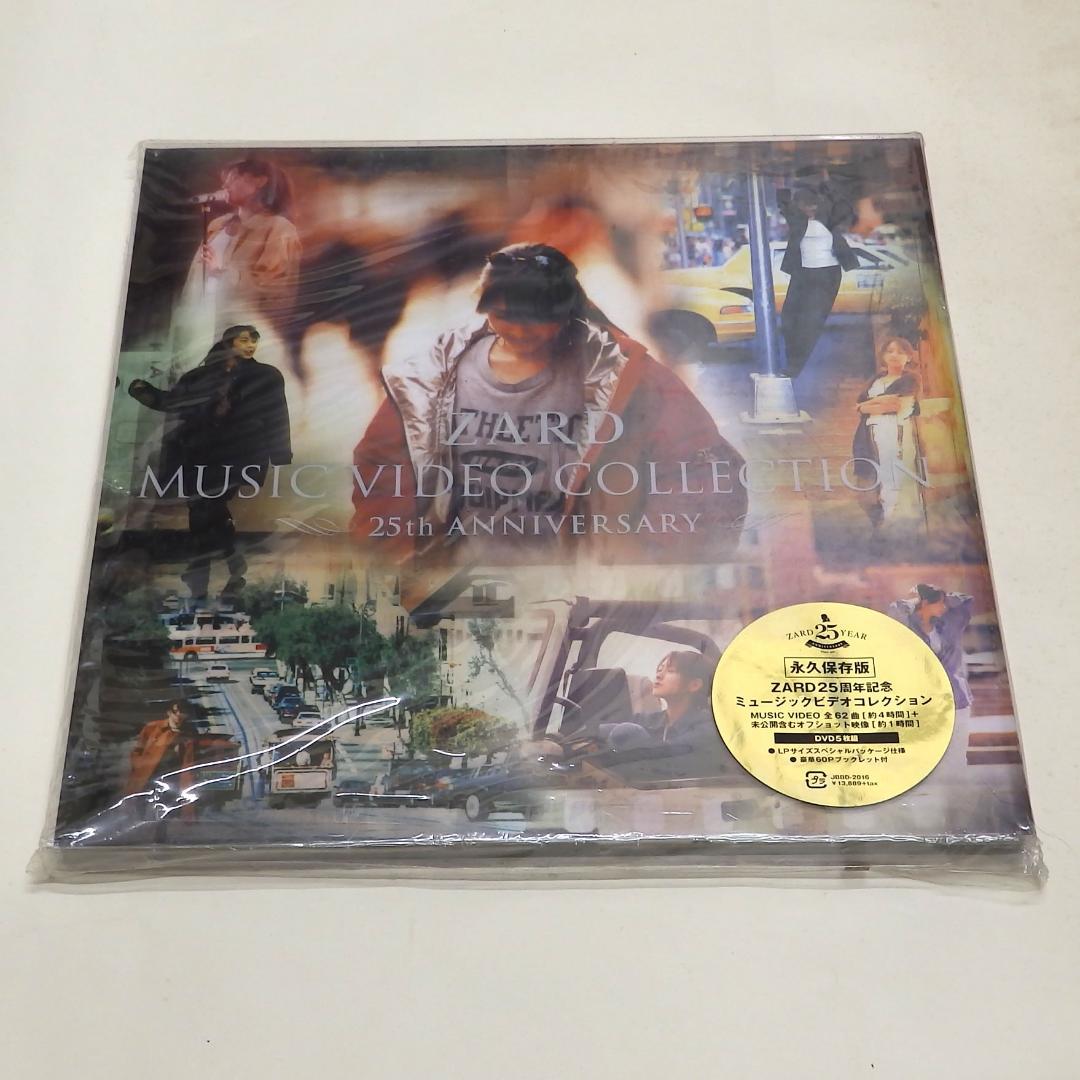 ZARD
MUSIC VIDEO COLLECTION
25th ANNIVERSARY
ZARD 25 YEAR
ANNIVERSARY
永久保存版
ZARD25周年記念
ミュージックビデオコレクション
MUSIC VIDEO 全62曲[約4時間]+
未公開含むオフショット映像[約1時間]
DVD5枚組
●LPサイズスペシャルパッケージ仕様
●豪華60Pブックレット付
JBBD-2016
¥13,889+tax